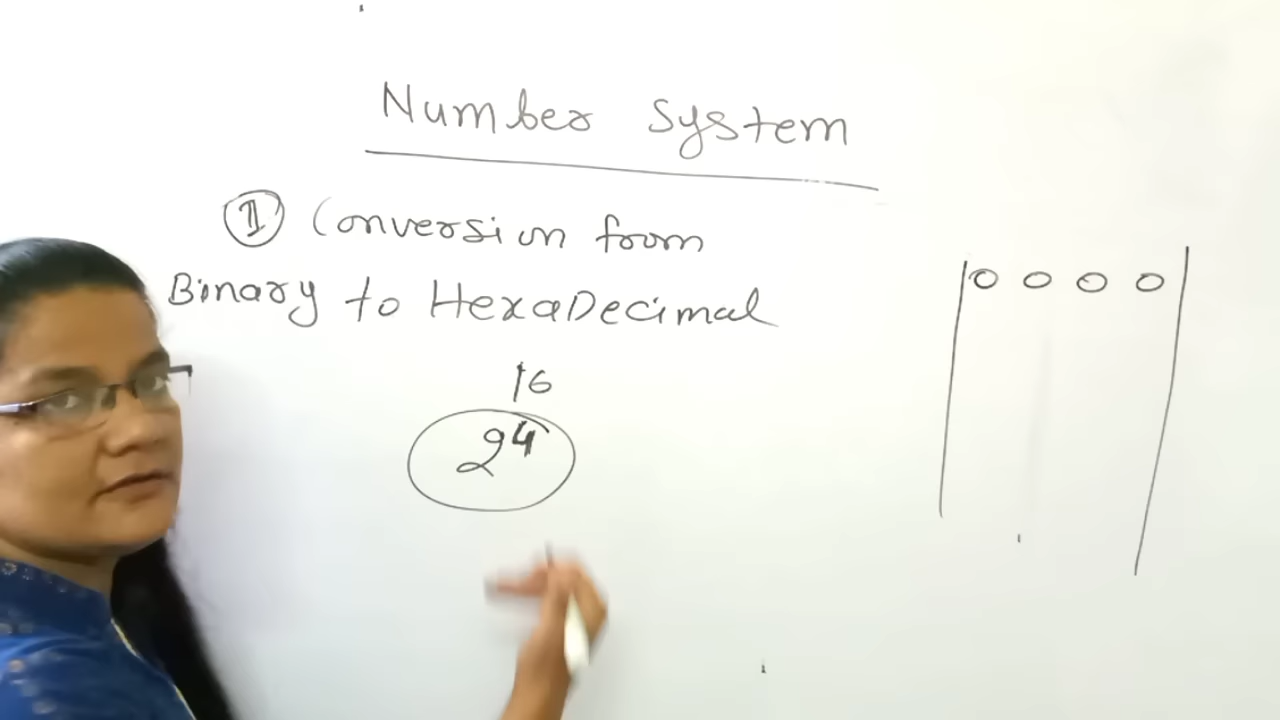 Number System
① Conversion from
Binary to HexaDecimal
16
2⁴
0 0 0 0